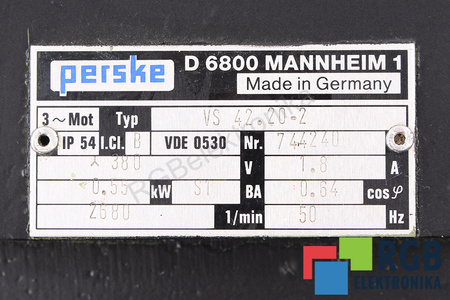 perske D 6800 MANNHEIM 1
Made in Germany
3~Mot Typ VS 42.20-2
IP 54 I.Cl. B VDE 0530 Nr. 744240
⅄ 380 V 1.8 A
0.55 kW S1 BA 0.64 cosφ
2680 1/min 50 Hz
RGBelektronika
RGB
ELEKTRONIKA